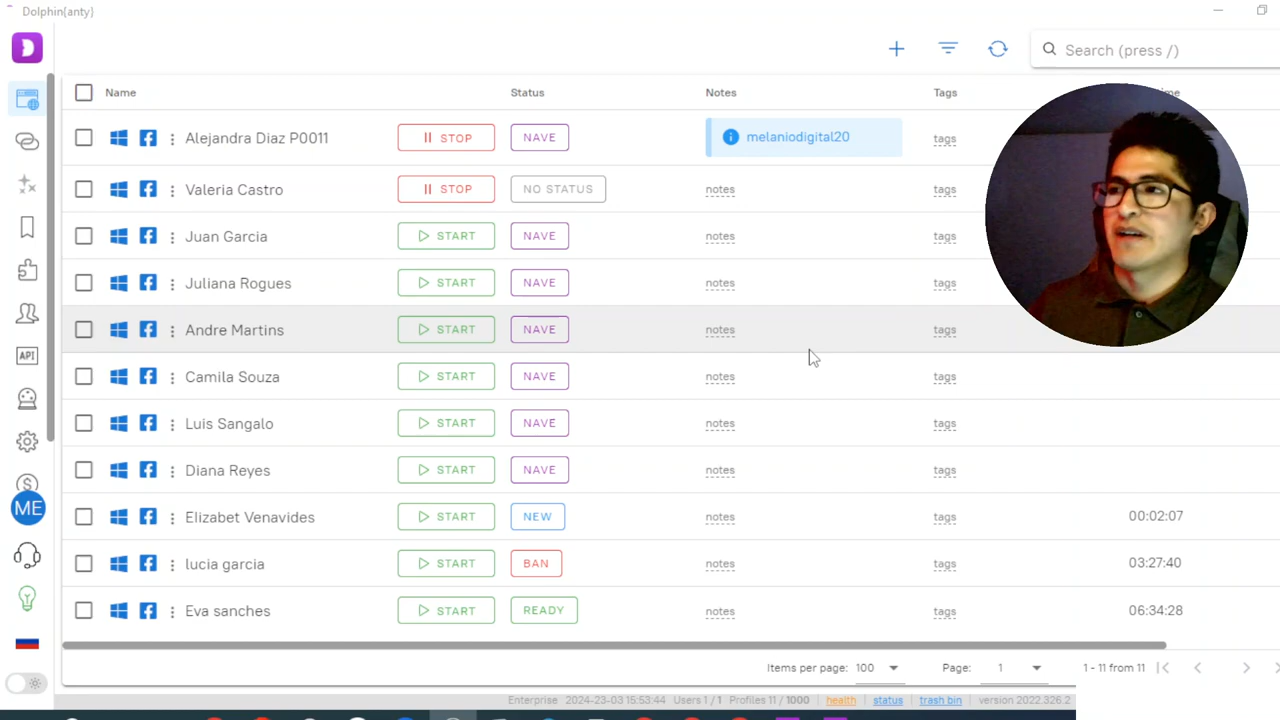 Dolphin{anty}
Search (press /)
Name Status Notes Tags
Alejandra Diaz P0011 STOP NAVE melaniodigital20 tags
Valeria Castro STOP NO STATUS notes tags
Juan Garcia START NAVE notes tags
Juliana Rogues START NAVE notes tags
Andre Martins START NAVE notes tags
Camila Souza START NAVE notes tags
Luis Sangalo START NAVE notes tags
Diana Reyes START NAVE notes tags
Elizabet Venavides START NEW notes tags 00:02:07
lucia garcia START BAN notes tags 03:27:40
Eva sanches START READY notes tags 06:34:28
API
ME
Items per page: 100 Page: 1 1 - 11 from 11
Enterprise 2024-23-03 15:53:44 Users 1 / 1 Profiles 11 / 1000 health status trash bin version 2022.326.2